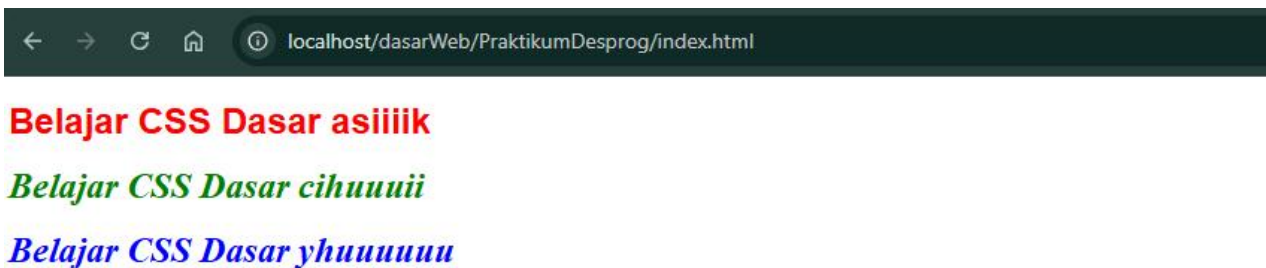 localhost/dasarWeb/PraktikumDesprog/index.html
Belajar CSS Dasar asiiiik
Belajar CSS Dasar cihuuuii
Belajar CSS Dasar yhuuuuuu